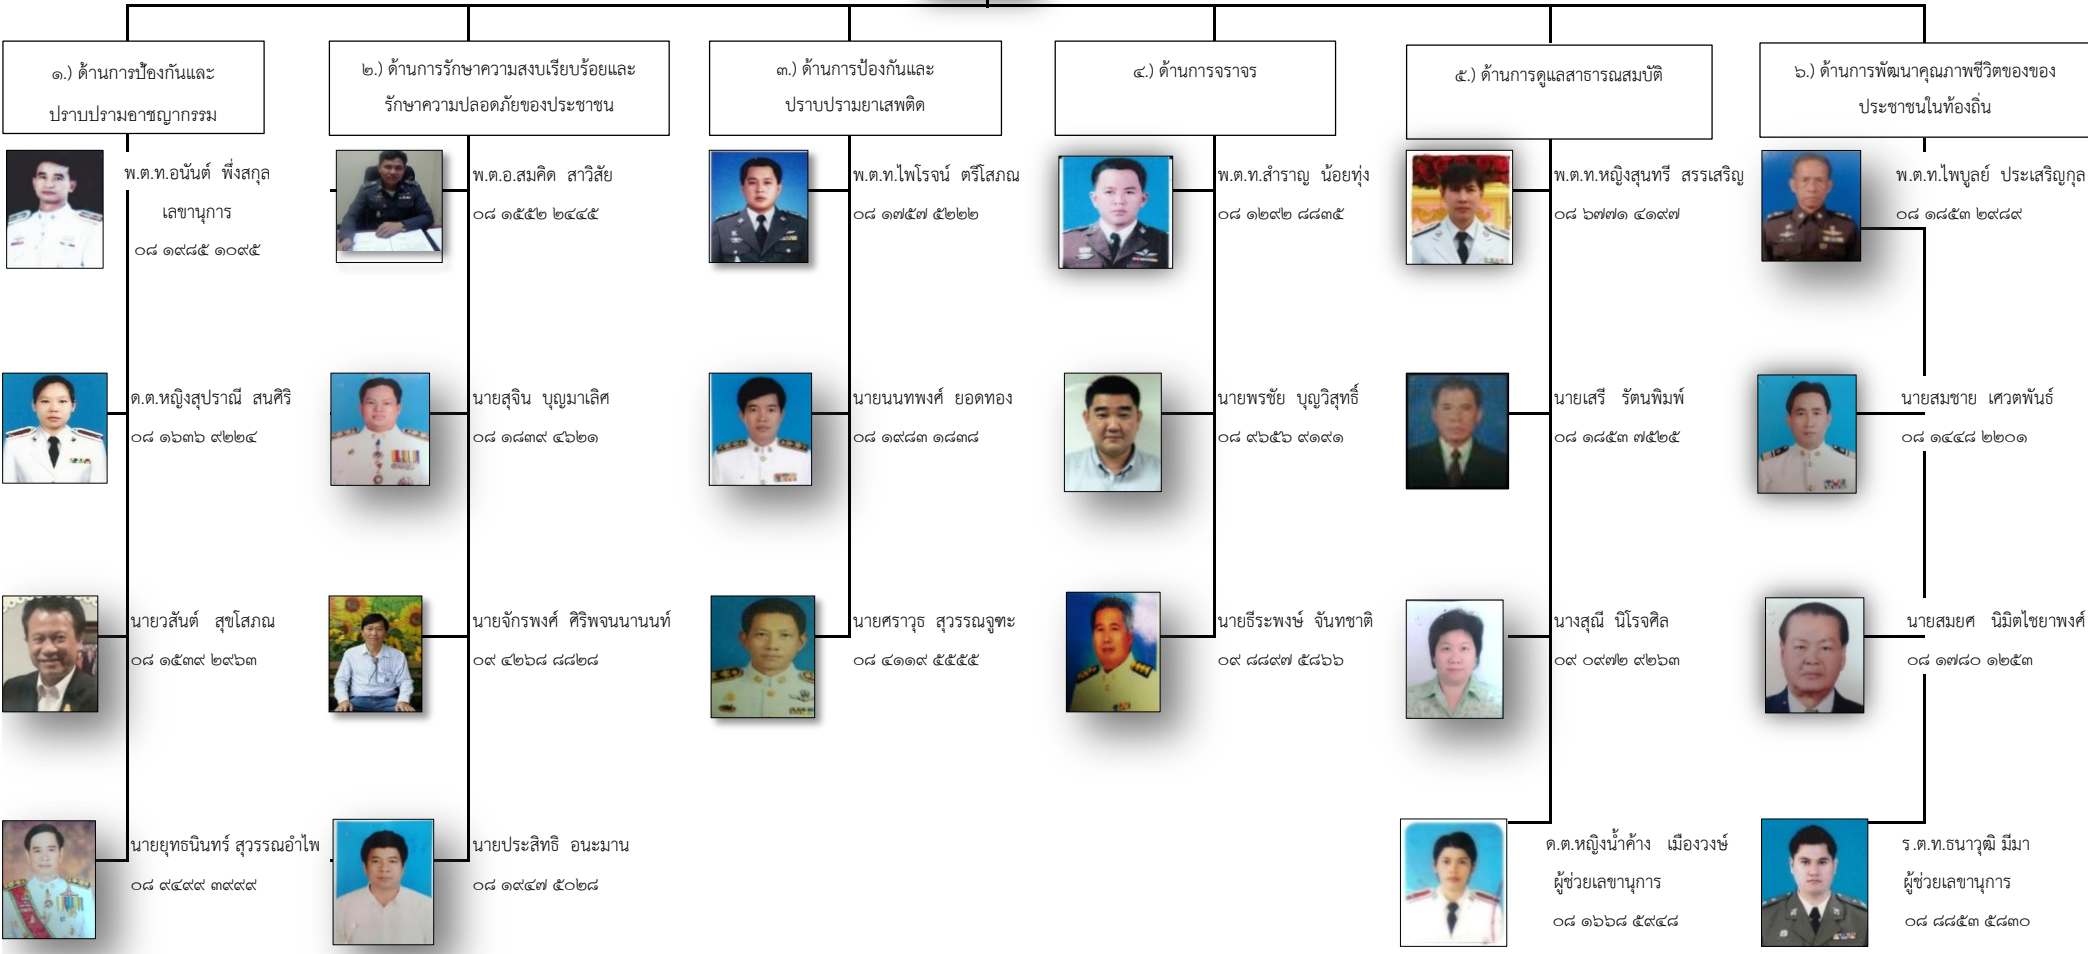 ๑.) ด้านการป้องกันและ
ปราบปรามอาชญากรรม
พ.ต.ท.อนันต์ พึ่งสกุล
เลขานุการ
๐๘ ๑๙๘๕ ๑๐๙๕
ด.ต.หญิงสุปราณี สนศิริ
๐๘ ๑๖๓๖ ๙๒๒๔
นายวสันต์ สุขโสภณ
๐๘ ๑๕๓๙ ๒๙๖๓
นายยุทธนินทร์ สุวรรณอำไพ
๐๘ ๙๔๙๙ ๓๙๙๙
๒.) ด้านการรักษาความสงบเรียบร้อยและ
รักษาความปลอดภัยของประชาชน
พ.ต.อ.สมคิด สาวิสัย
๐๘ ๑๕๕๒ ๒๔๔๕
นายสุจิน บุญมาเลิศ
๐๘ ๑๘๓๙ ๔๖๒๑
นายจักรพงศ์ ศิริพจนนานนท์
๐๙ ๔๒๖๘ ๘๘๒๘
นายประสิทธิ อนะมาน
๐๘ ๑๙๔๗ ๕๐๒๘
๓.) ด้านการป้องกันและ
ปราบปรามยาเสพติด
พ.ต.ท.ไพโรจน์ ตรีโสภณ
๐๘ ๑๗๕๗ ๕๒๒๒
นายนนทพงศ์ ยอดทอง
๐๘ ๑๙๘๓ ๑๘๓๘
นายศราวุธ สุวรรณจูฑะ
๐๘ ๔๑๑๙ ๕๕๕๕
๔.) ด้านการจราจร
พ.ต.ท.สำราญ น้อยทุ่ง
๐๘ ๑๒๙๒ ๘๘๓๕
นายพรชัย บุญวิสุทธิ์
๐๘ ๙๖๕๖ ๙๑๙๑
นายธีระพงษ์ จันทชาติ
๐๙ ๘๘๙๗ ๕๘๖๖
๕.) ด้านการดูแลสาธารณสมบัติ
พ.ต.ท.หญิงสุนทรี สรรเสริญ
๐๘ ๖๗๗๑ ๔๑๙๗
นายเสรี รัตนพิมพ์
๐๘ ๑๘๕๓ ๗๕๒๕
นางสุณี นิโรจศิล
๐๙ ๐๙๗๒ ๙๒๖๓
ด.ต.หญิงน้ำค้าง เมืองวงษ์
ผู้ช่วยเลขานุการ
๐๘ ๑๖๖๘ ๕๙๔๘
๖.) ด้านการพัฒนาคุณภาพชีวิตของของ
ประชาชนในท้องถิ่น
พ.ต.ท.ไพบูลย์ ประเสริญกุล
๐๘ ๑๘๕๓ ๒๙๘๙
นายสมชาย เศวตพันธ์
๐๘ ๑๔๔๘ ๒๒๐๑
นายสมยศ นิมิตไชยาพงศ์
๐๘ ๑๗๘๐ ๑๒๕๓
ร.ต.ท.ธนาวุฒิ มีมา
ผู้ช่วยเลขานุการ
๐๘ ๘๘๕๓ ๕๘๓๐